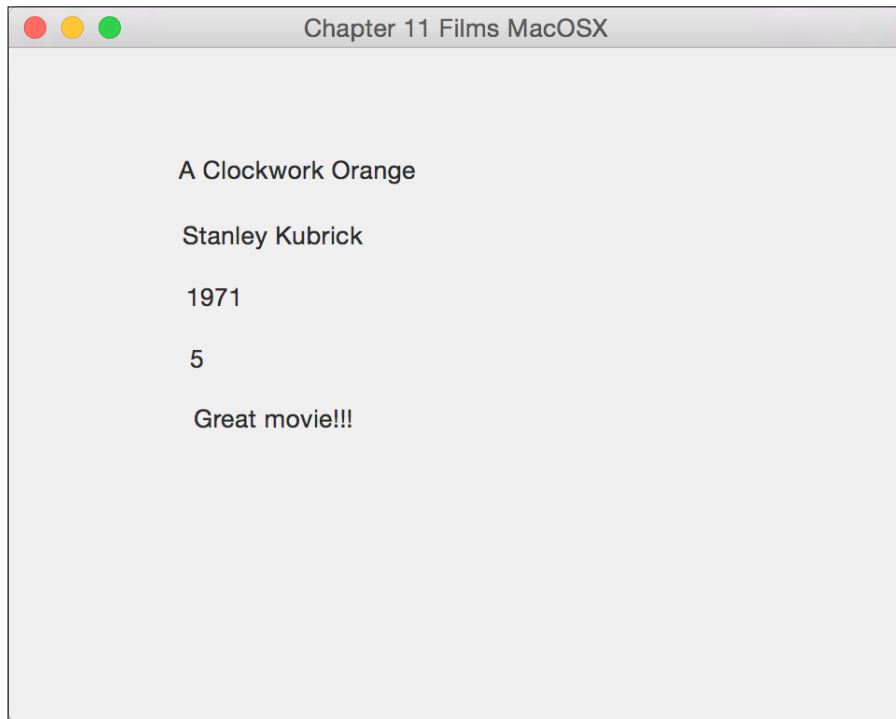 Chapter 11 Films MacOSX
A Clockwork Orange
Stanley Kubrick
1971
5
Great movie!!!